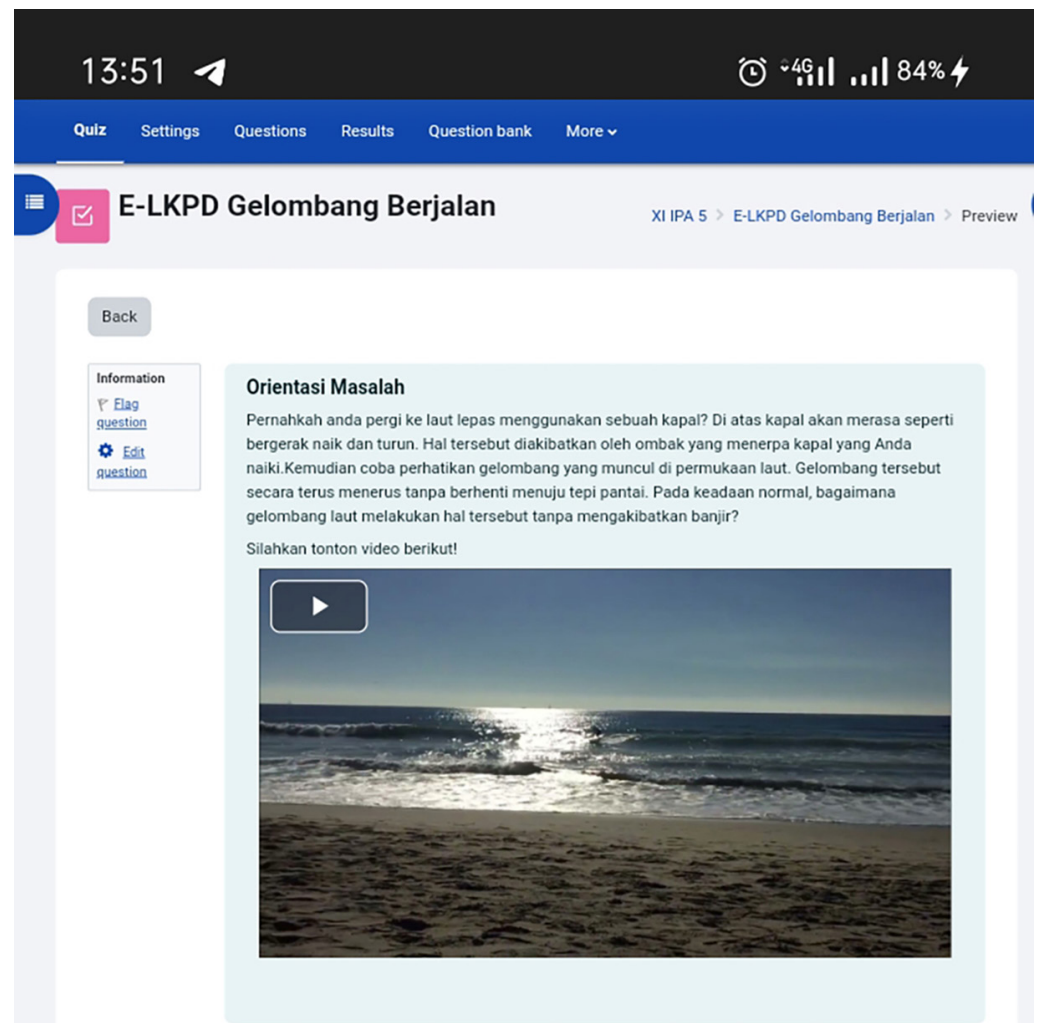 13:51
4G 84%
Quiz Settings Questions Results Question bank More
E-LKPD Gelombang Berjalan
XI IPA 5 > E-LKPD Gelombang Berjalan > Preview
Back
Information
Flag
question
Edit
question
Orientasi Masalah
Pernahkah anda pergi ke laut lepas menggunakan sebuah kapal? Di atas kapal akan merasa seperti
bergerak naik dan turun. Hal tersebut diakibatkan oleh ombak yang menerpa kapal yang Anda
naiki.Kemudian coba perhatikan gelombang yang muncul di permukaan laut. Gelombang tersebut
secara terus menerus tanpa berhenti menuju tepi pantai. Pada keadaan normal, bagaimana
gelombang laut melakukan hal tersebut tanpa mengakibatkan banjir?
Silahkan tonton video berikut!